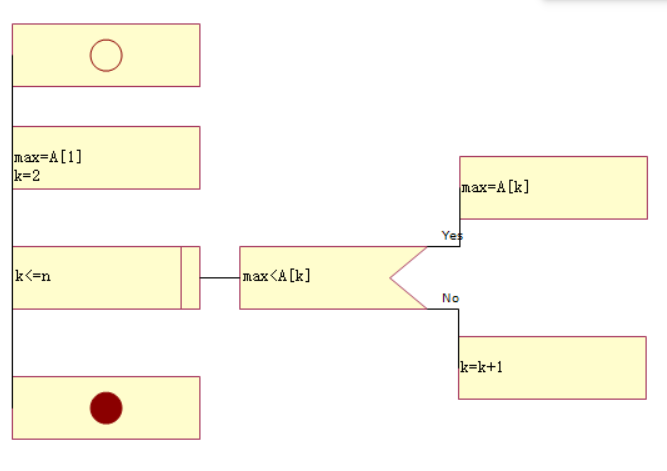 max=A[1]
k=2
k<=n
max<A[k]
Yes
max=A[k]
No
k=k+1